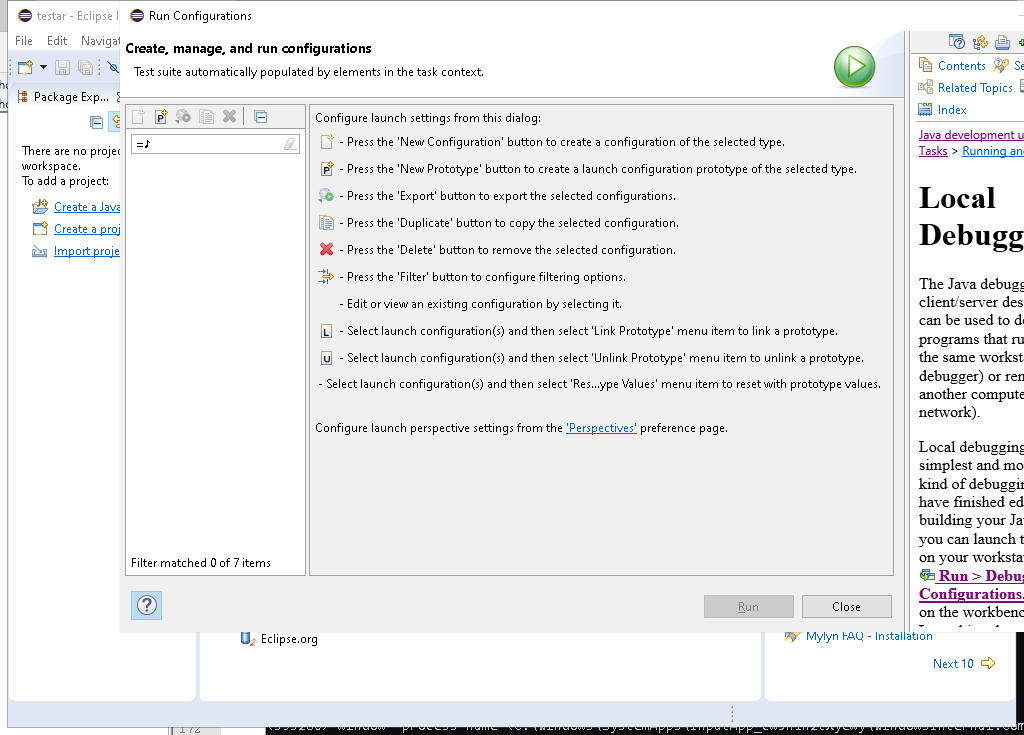 testar - Eclipse I
Run Configurations
File Edit Navigat
Create, manage, and run configurations
Test suite automatically populated by elements in the task context.
Package Exp...
=♪
There are no projec
workspace.
To add a project:
Create a Java
Create a proj
Import proje
Configure launch settings from this dialog:
- Press the 'New Configuration' button to create a configuration of the selected type.
- Press the 'New Prototype' button to create a launch configuration prototype of the selected type.
- Press the 'Export' button to export the selected configurations.
- Press the 'Duplicate' button to copy the selected configuration.
- Press the 'Delete' button to remove the selected configuration.
- Press the 'Filter' button to configure filtering options.
- Edit or view an existing configuration by selecting it.
L - Select launch configuration(s) and then select 'Link Prototype' menu item to link a prototype.
U - Select launch configuration(s) and then select 'Unlink Prototype' menu item to unlink a prototype.
- Select launch configuration(s) and then select 'Res...ype Values' menu item to reset with prototype values.
Configure launch perspective settings from the 'Perspectives' preference page.
Filter matched 0 of 7 items
Run
Close
Contents Se
Related Topics
Index
Java development u
Tasks > Running and
Local
Debugg
The Java debugg
client/server des
can be used to de
programs that ru
the same worksta
debugger) or rem
another compute
network).
Local debugging
simplest and mo
kind of debuggin
have finished ed
building your Ja
you can launch t
on your workstat
Run > Debug
Configurations.
on the workbenc
Eclipse.org
Mylyn FAQ - Installation
Next 10
172